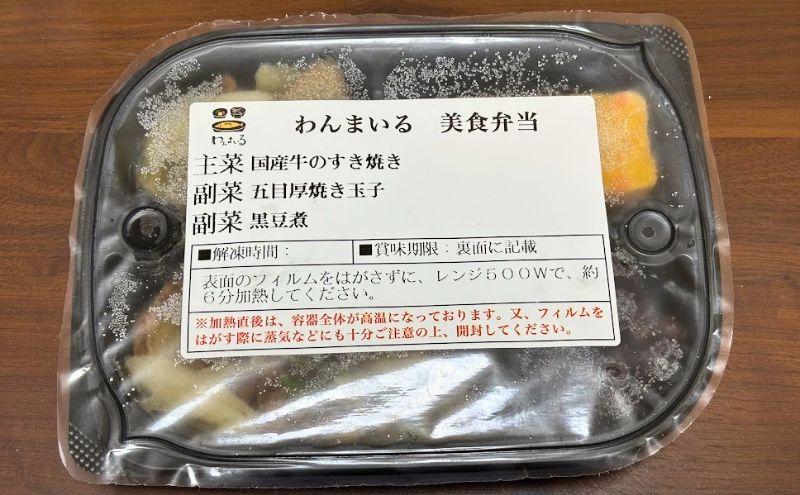 わんまいる
わんまいる 美食弁当
主菜 国産牛のすき焼き
副菜 五目厚焼き玉子
副菜 黒豆煮
■解凍時間： ■賞味期限：裏面に記載
表面のフィルムをはがさずに、レンジ５００Ｗで、約
６分加熱してください。
※加熱直後は、容器全体が高温になっております。又、フィルムを
はがす際に蒸気などにも十分ご注意の上、開封してください。